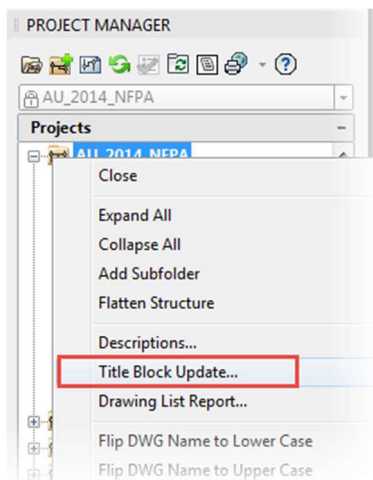 PROJECT MANAGER
AU_2014_NFPA
Projects
AU_2014_NFPA
Close
Expand All
Collapse All
Add Subfolder
Flatten Structure
Descriptions...
Title Block Update...
Drawing List Report...
Flip DWG Name to Lower Case
Flip DWG Name to Upper Case